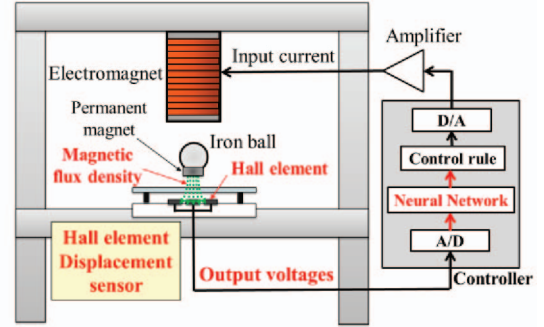 Electromagnet
Input current
Amplifier
Permanent
magnet
Iron ball
Magnetic
flux density
Hall element
D/A
Control rule
Neural Network
A/D
Controller
Hall element
Displacement
sensor
Output voltages